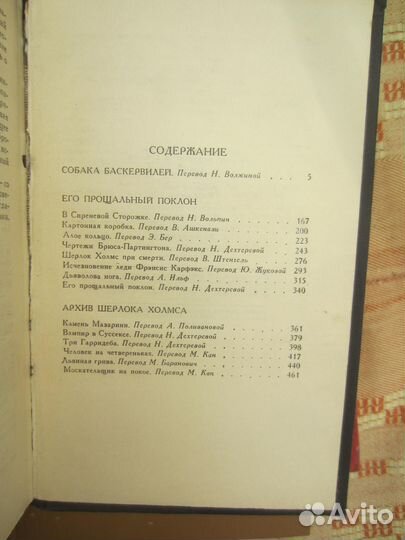 СОДЕРЖАНИЕ
СОБАКА БАСКЕРВИЛЕЙ. Перевод Н. Волжиной . . . 5
ЕГО ПРОЩАЛЬНЫЙ ПОКЛОН
В Сиреневой Сторожке. Перевод Н. Вольпин . . . . 167
Картонная коробка. Перевод В. Ашкенази . . . . 200
Алое кольцо. Перевод Э. Бер . . . . . . 223
Чертежи Брюса-Партингтона. Перевод Н. Дехтеревой . 243
Шерлок Холмс при смерти. Перевод В. Штенгель . . 276
Исчезновение леди Фрэнсис Карфэкс. Перевод Ю. Жуковой 293
Дьяволова нога. Перевод А. Ильф . . . . . 315
Его прощальный поклон. Перевод Н. Дехтеревой . . . 340
АРХИВ ШЕРЛОКА ХОЛМСА
Камень Мазарини. Перевод А. Поливановой . . . . 361
Вампир в Суссексе. Перевод Н. Дехтеревой . . . . 379
Три Гарридеба. Перевод Н. Дехтеревой . . . . 398
Человек на четвереньках. Перевод М. Кан . . . . 417
Львиная грива. Перевод М. Баранович . . . . . 440
Москательщик на покое. Перевод М. Кан . . . . 461
Avito